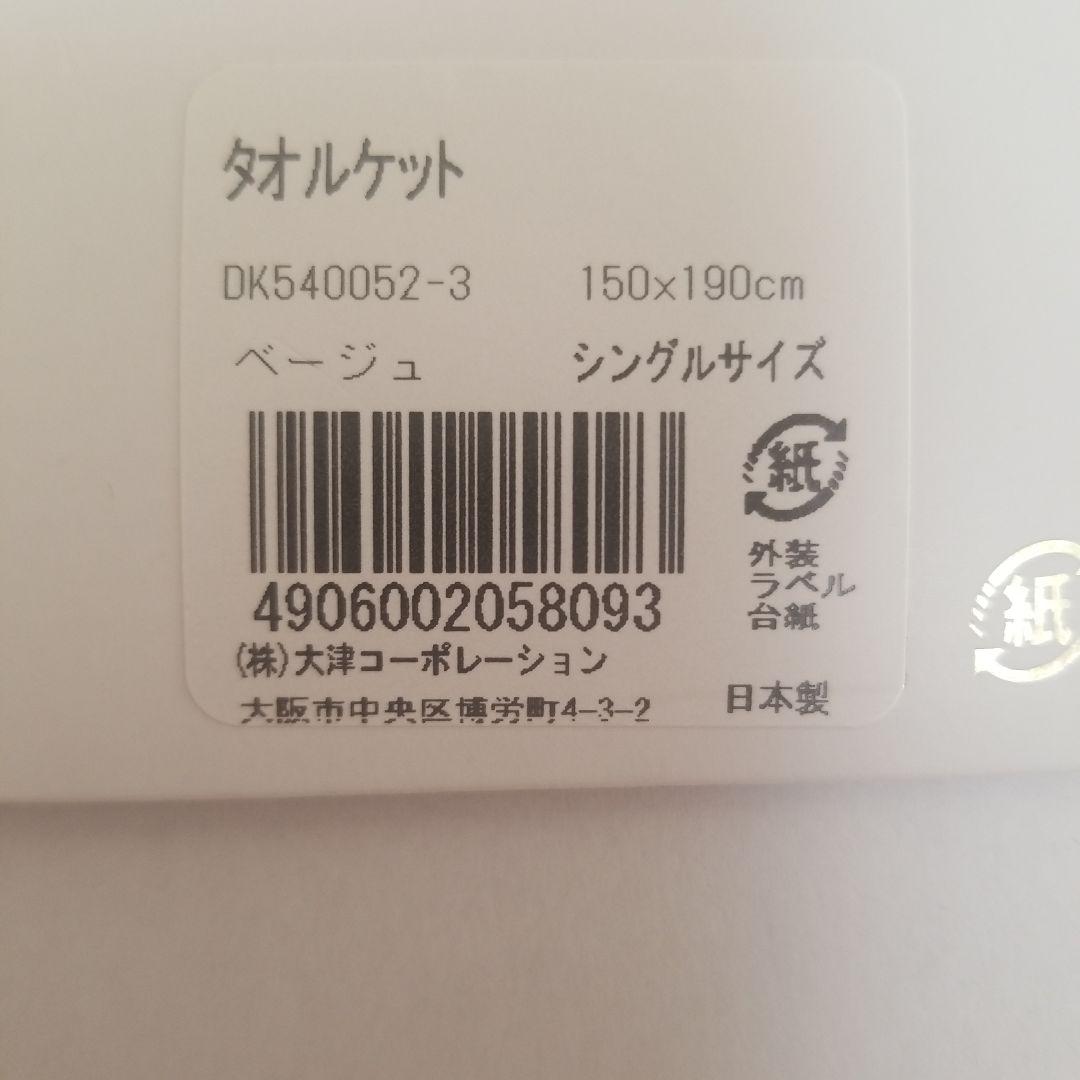 タオルケット
DK540052-3 150×190cm
ベージュ シングルサイズ
紙
外装
ラベル
台紙
4906002058093
(株)大津コーポレーション
大阪市中央区博労町4-3-2
日本製
紙